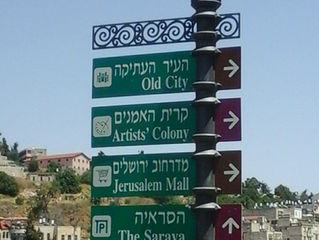 העיר העתיקה
Old City
קרית האמנים
Artists' Colony
מדרחוב ירושלים
Jerusalem Mall
הסראיה
The Saraya